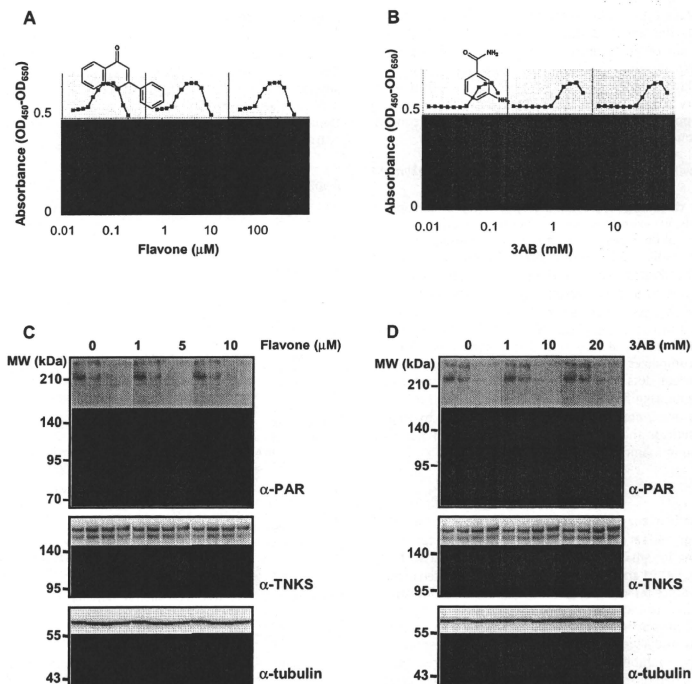 A
B
O
O
NH₂
NH₂
Absorbance (OD₄₅₀-OD₆₅₀)
0.5
0
0.01 0.1 1 10 100
Flavone (µM)
Absorbance (OD₄₅₀-OD₆₅₀)
0.5
0
0.01 0.1 1 10
3AB (mM)
C
0 1 5 10 Flavone (µM)
MW (kDa)
210
140
95
70
α-PAR
140
95
α-TNKS
55
43
α-tubulin
D
0 1 10 20 3AB (mM)
MW (kDa)
210
140
95
α-PAR
140
95
α-TNKS
55
43
α-tubulin